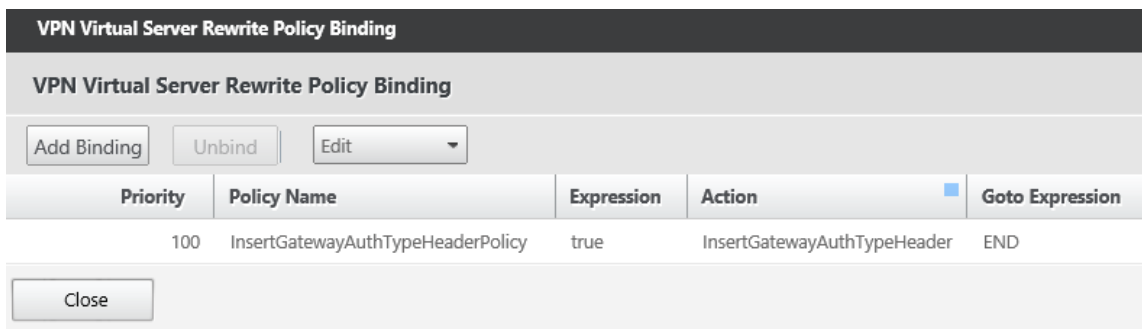 VPN Virtual Server Rewrite Policy Binding
VPN Virtual Server Rewrite Policy Binding
Add Binding Unbind Edit
Priority Policy Name Expression Action Goto Expression
100 InsertGatewayAuthTypeHeaderPolicy true InsertGatewayAuthTypeHeader END
Close